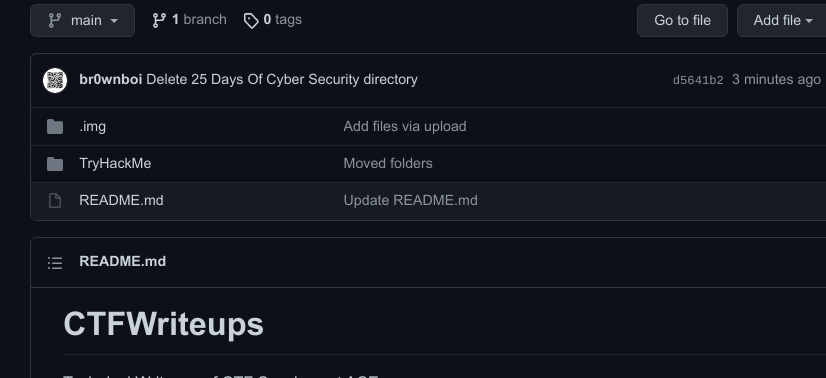 main 1 branch 0 tags Go to file Add file
br0wnboi Delete 25 Days Of Cyber Security directory d5641b2 3 minutes ago
.img Add files via upload
TryHackMe Moved folders
README.md Update README.md
README.md
CTFWriteups